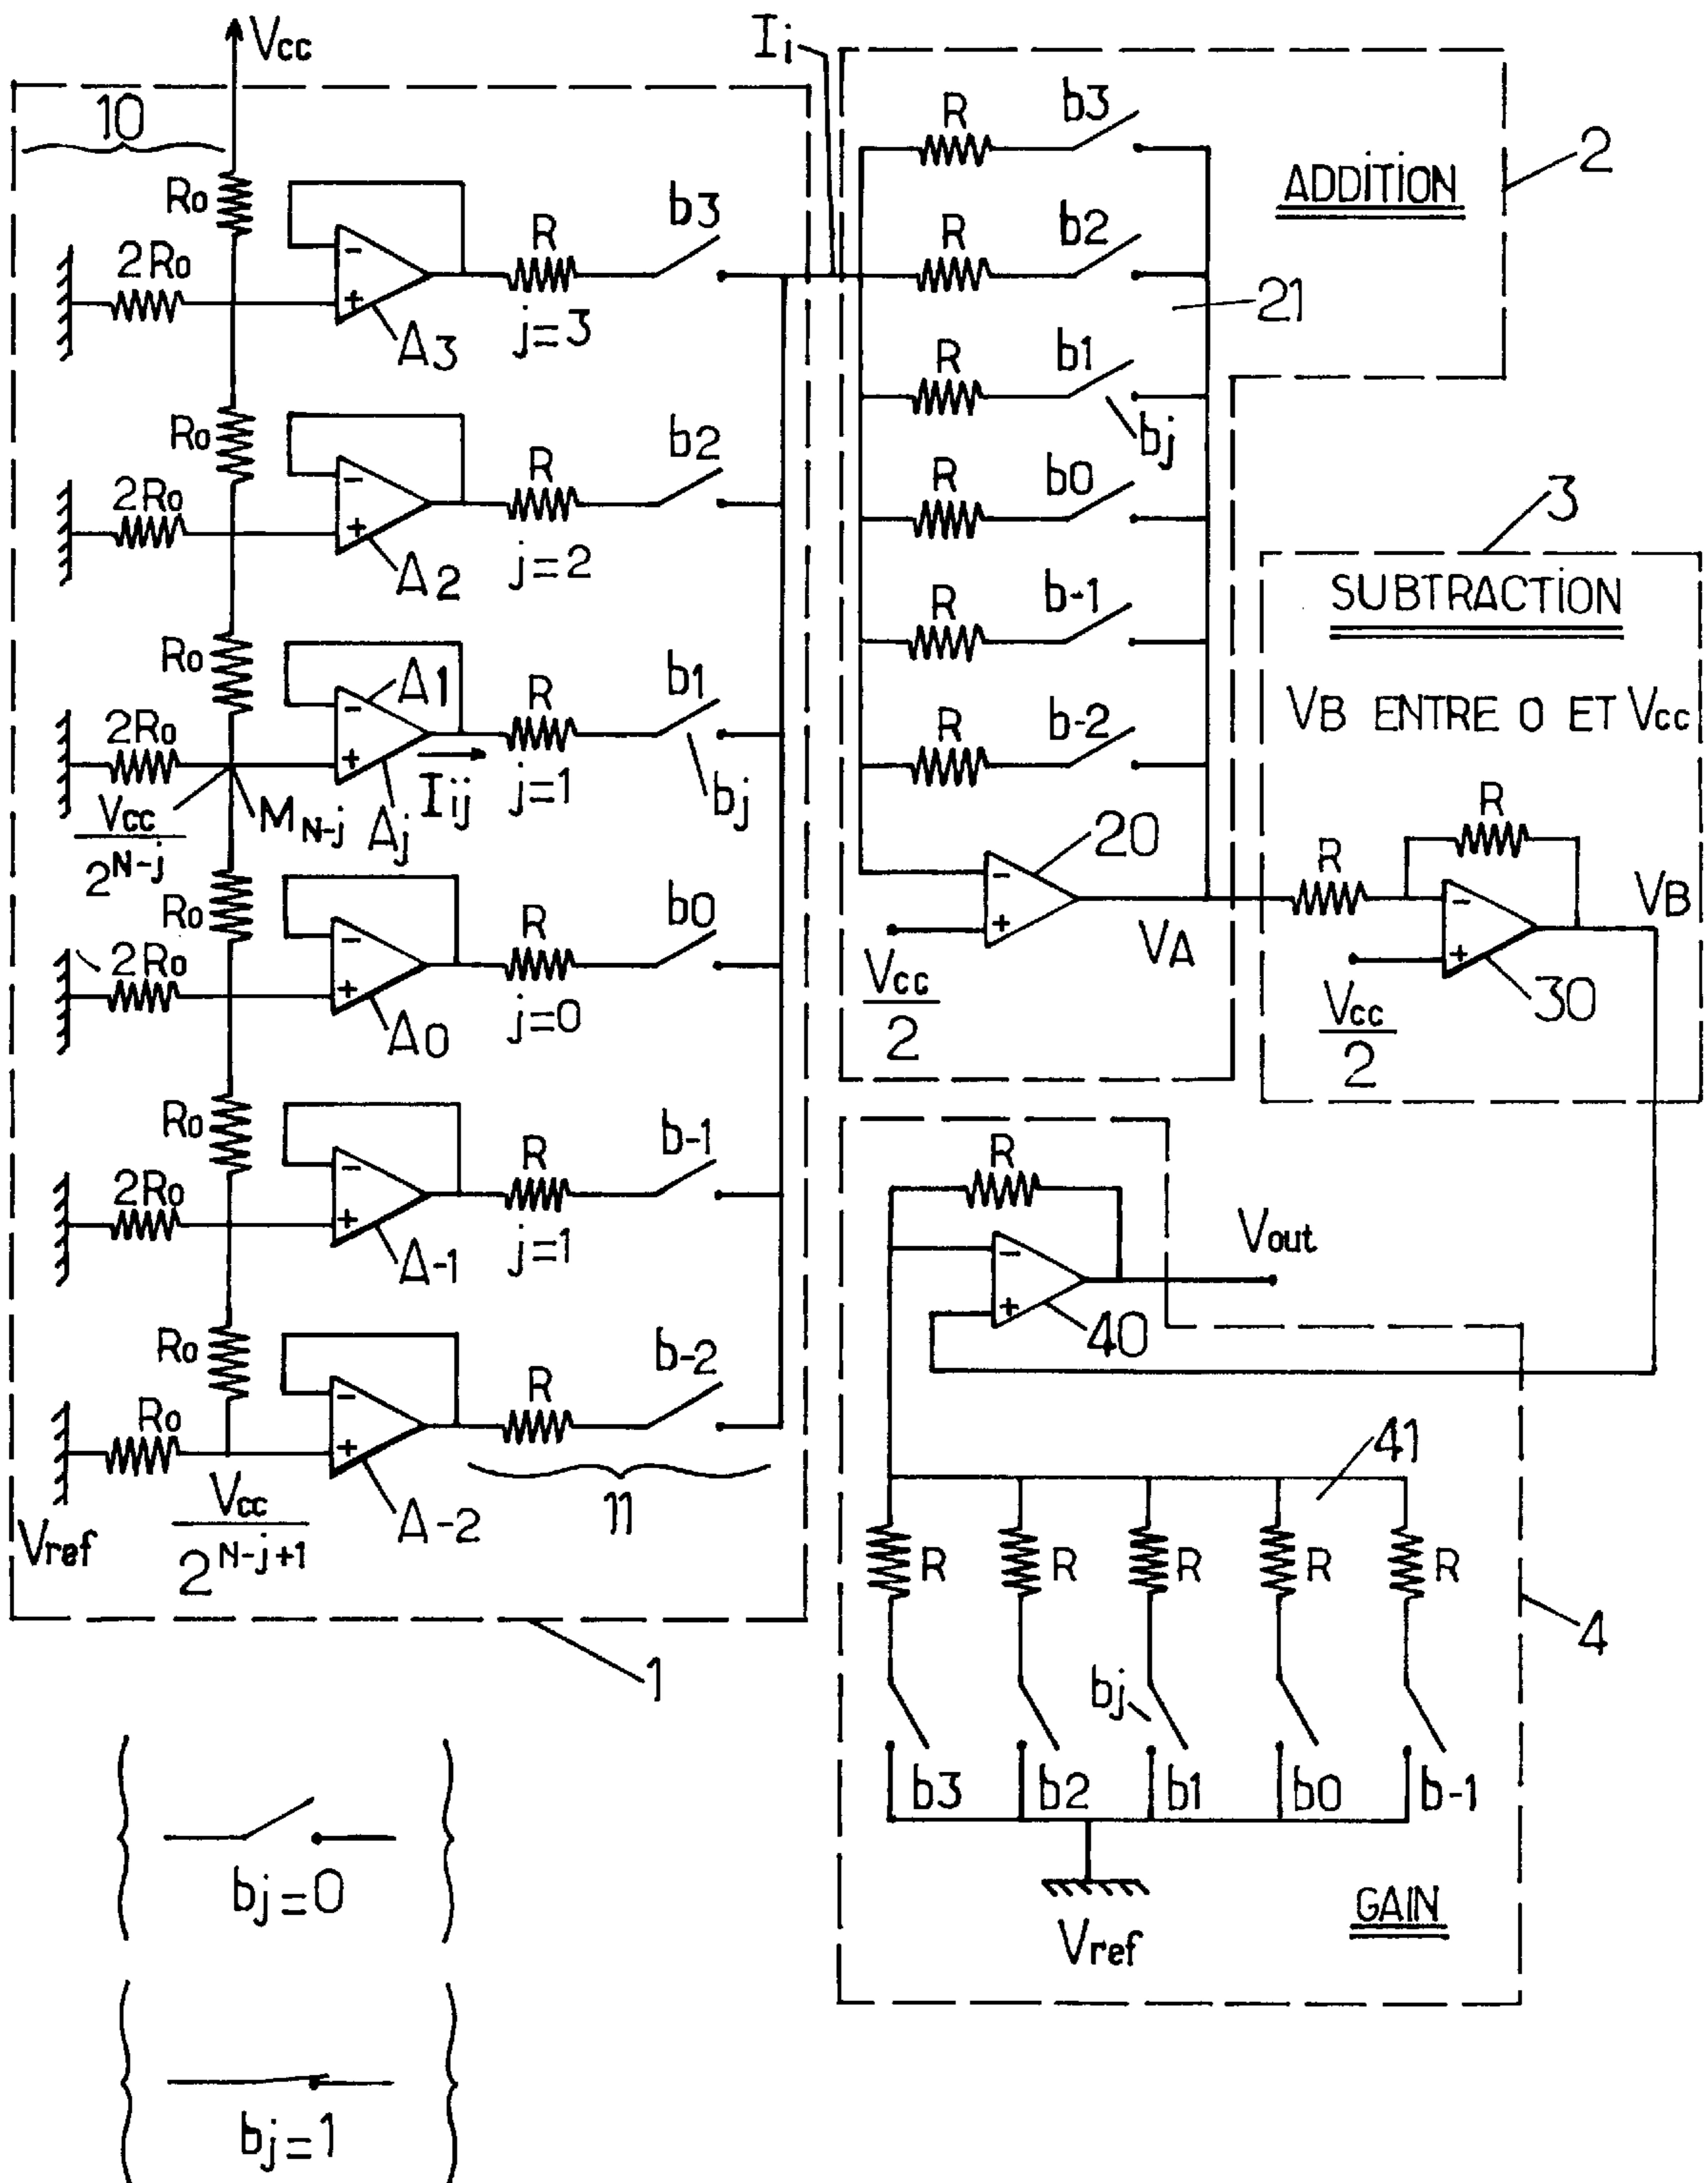 Vcc
Ii
10
R
b3
ADDITION
2
Ro
R
b3
R
b2
2Ro
A3
j=3
21
R
b1
bj
Ro
R
b2
R
b0
2Ro
A2
j=2
3
R
b-1
SUBTRACTION
Ro
A1
R
b1
VB ENTRE 0 ET Vcc
2Ro
R
b-2
Vcc
2^N-j
M N-j
Aj
Iij
j=1
bj
20
R
R
VB
Ro
R
b0
2Ro
A0
j=0
Vcc
2
VA
Vcc
2
30
Ro
R
b-1
2Ro
A-1
j=1
R
Vout
40
Ro
R
b-2
Ro
A-2
11
41
Vref
Vcc
2^N-j+1
R
R
R
R
R
1
4
bj
b3
b2
b1
b0
b-1
bj=0
Vref
GAIN
bj=1